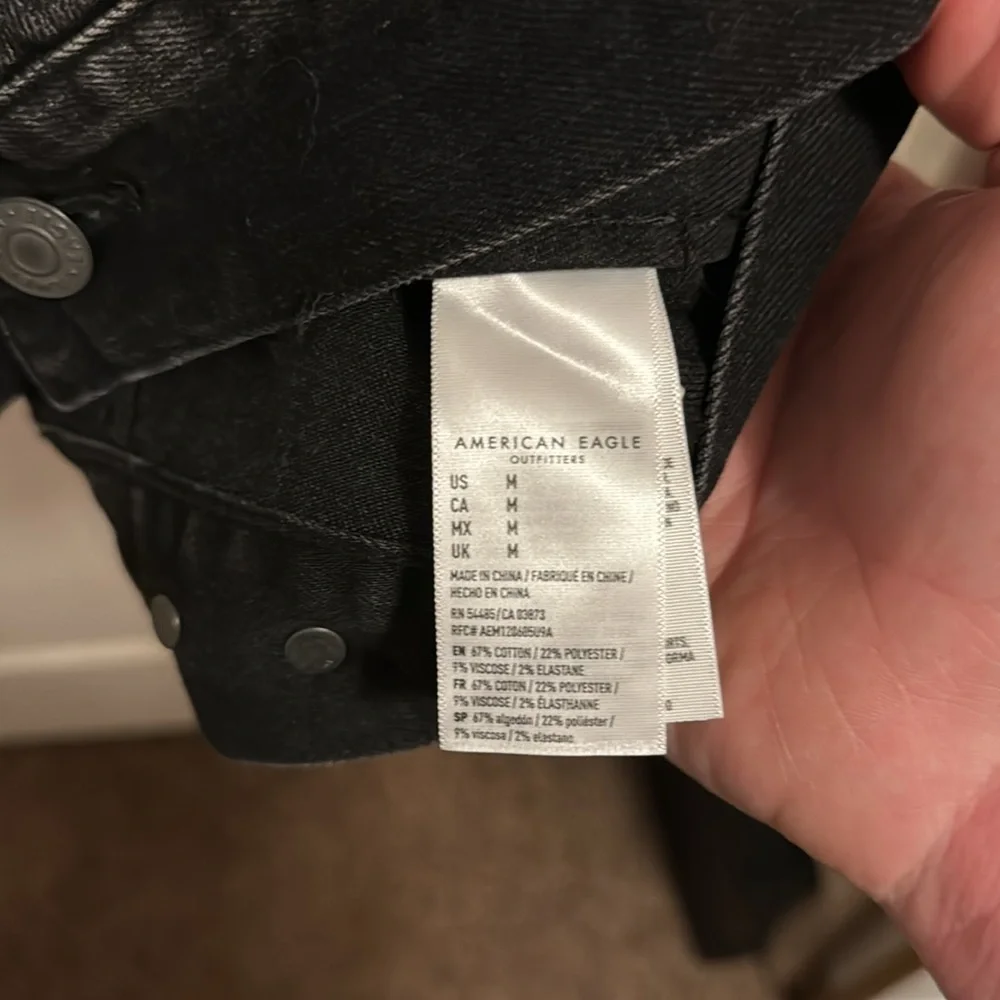 AMERICAN EAGLE
OUTFITTERS
US M
CA M
MX M
UK M
MADE IN CHINA / FABRIQUÉ EN CHINE /
HECHO EN CHINA
RN 54485/CA 03873
RFC# AEM120605U9A
EN 67% COTTON / 22% POLYESTER /
9% VISCOSE / 2% ELASTANE
FR 67% COTON / 22% POLYESTER /
9% VISCOSE / 2% ÉLASTHANNE
SP 67% algodón / 22% poliéster /
9% viscosa / 2% elastano